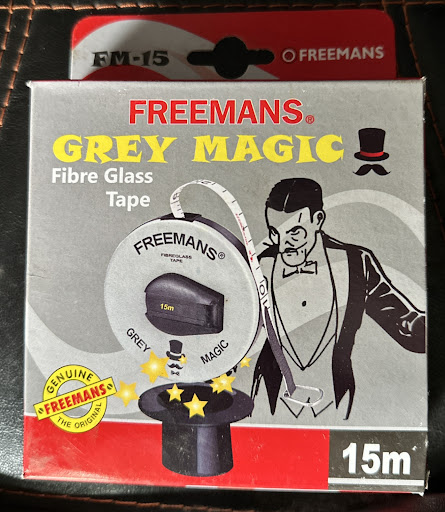 FM-15
FREEMANS
FREEMANS®
GREY MAGIC
Fibre Glass
Tape
FREEMANS®
FIBREGLASS
TAPE
15m
GREY MAGIC
GENUINE
"FREEMANS"
THE ORIGINAL
15m